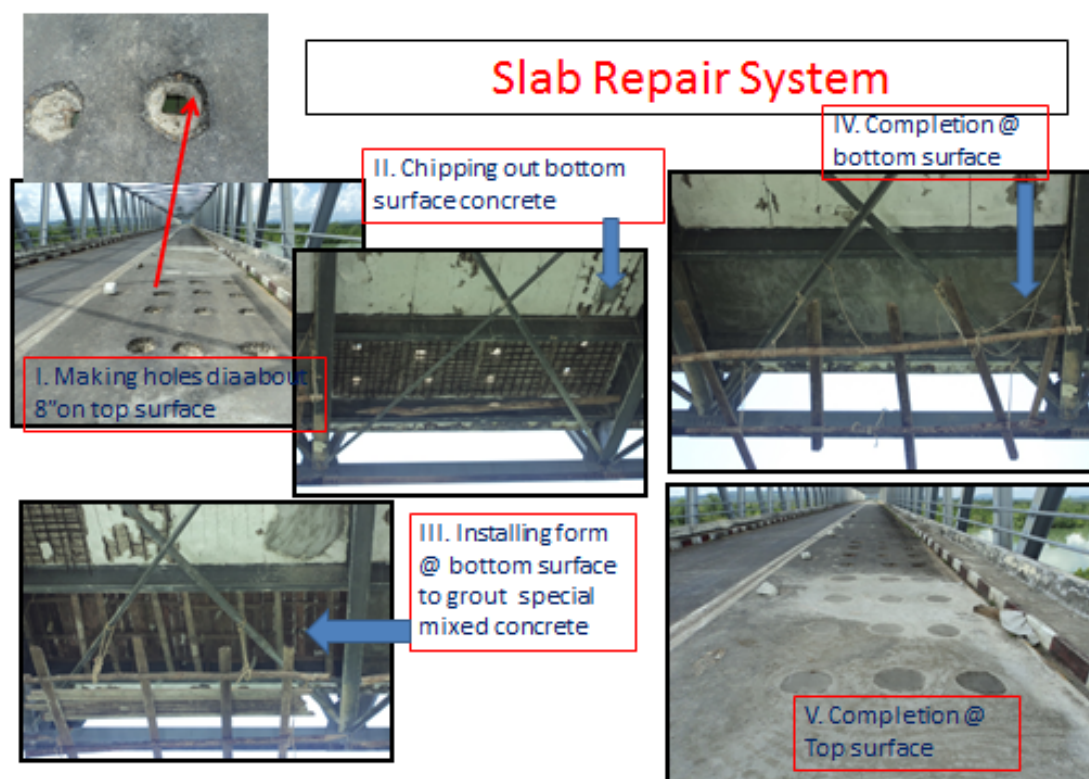 Slab Repair System
IV. Completion @
bottom surface
II. Chipping out bottom
surface concrete
I. Making holes diaabout
8”on top surface
III. Installing form
@ bottom surface
to grout special
mixed concrete
V. Completion @
Top surface